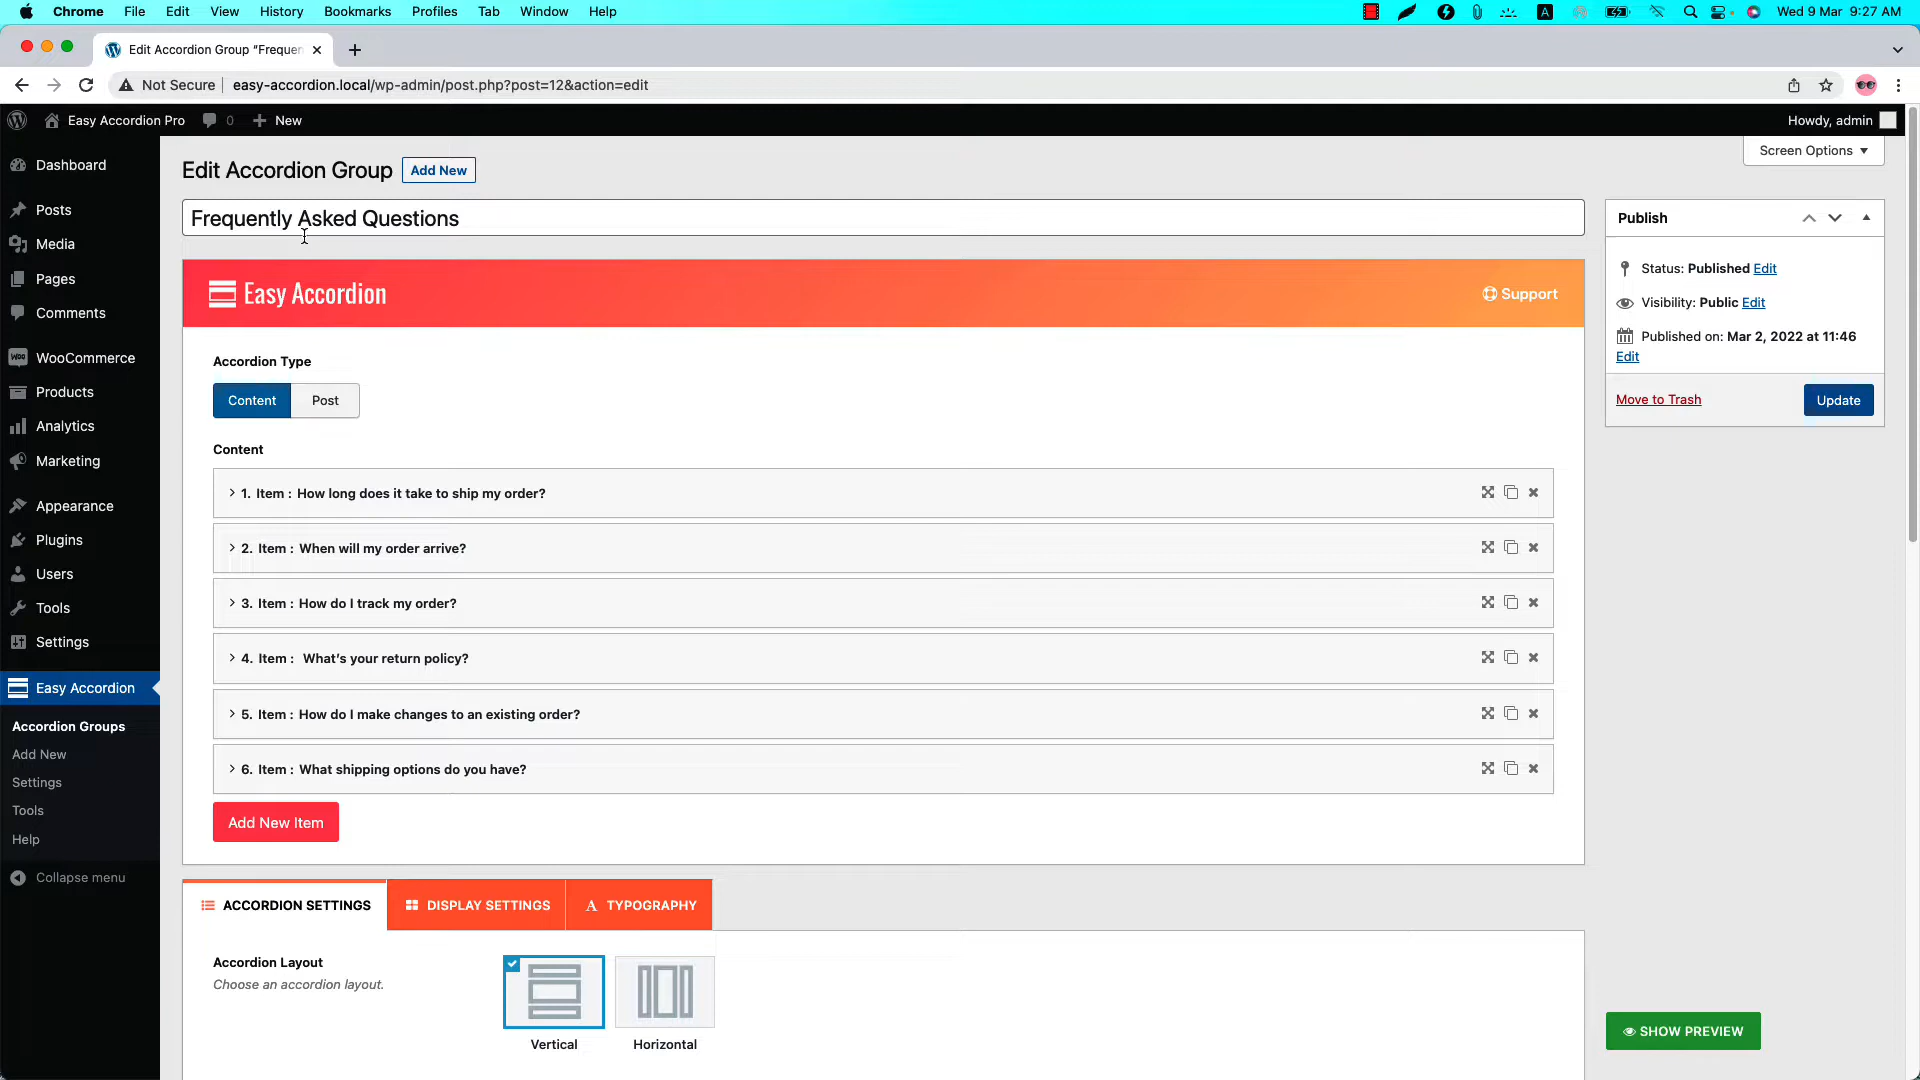 Chrome File Edit View History Bookmarks Profiles Tab Window Help A Wed 9 Mar 9:27 AM
Edit Accordion Group "Frequen
Not Secure easy-accordion.local/wp-admin/post.php?post=12&action=edit
Easy Accordion Pro 0 + New Howdy, admin
Screen Options
Dashboard
Posts
Media
Pages
Comments
WooCommerce
Products
Analytics
Marketing
Appearance
Plugins
Users
Tools
Settings
Easy Accordion
Accordion Groups
Add New
Settings
Tools
Help
Collapse menu
Edit Accordion Group Add New
Frequently Asked Questions
Easy Accordion Support
Accordion Type
Content Post
Content
1. Item : How long does it take to ship my order?
2. Item : When will my order arrive?
3. Item : How do I track my order?
4. Item : What's your return policy?
5. Item : How do I make changes to an existing order?
6. Item : What shipping options do you have?
Add New Item
ACCORDION SETTINGS DISPLAY SETTINGS A TYPOGRAPHY
Accordion Layout
Choose an accordion layout.
Vertical Horizontal
Publish
Status: Published Edit
Visibility: Public Edit
Published on: Mar 2, 2022 at 11:46
Edit
Move to Trash Update
SHOW PREVIEW